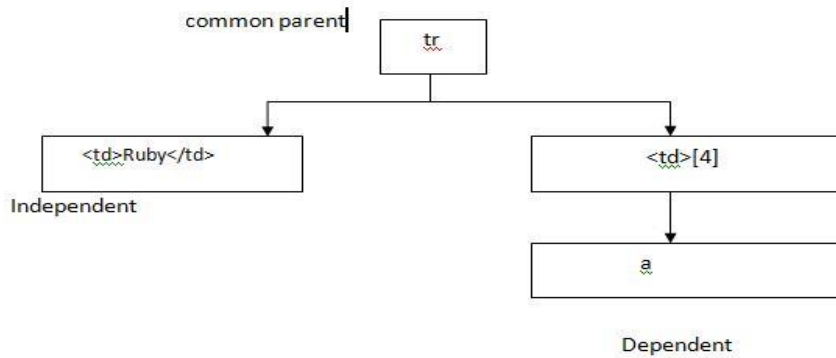 common parent
tr
<td>Ruby</td>
<td>[4]
Independent
a
Dependent